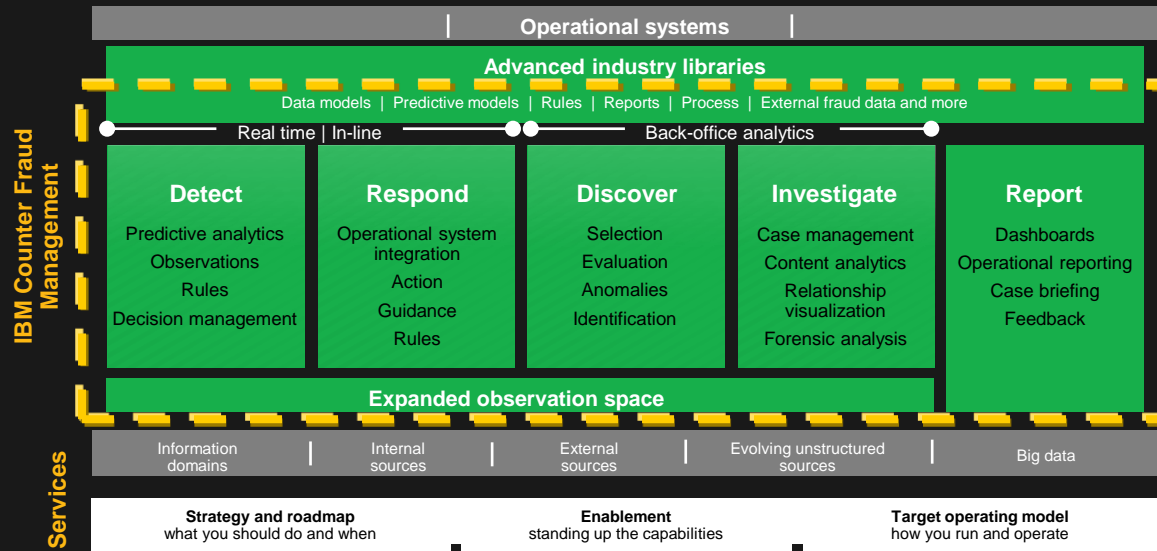 Operational systems
Advanced industry libraries
Data models | Predictive models | Rules | Reports | Process | External fraud data and more
Real time | In-line
Back-office analytics
IBM Counter Fraud
Management
Detect
Predictive analytics
Observations
Rules
Decision management
Respond
Operational system
integration
Action
Guidance
Rules
Discover
Selection
Evaluation
Anomalies
Identification
Investigate
Case management
Content analytics
Relationship
visualization
Forensic analysis
Report
Dashboards
Operational reporting
Case briefing
Feedback
Expanded observation space
Information
domains
Internal
sources
External
sources
Evolving unstructured
sources
Big data
Services
Strategy and roadmap
what you should do and when
Enablement
standing up the capabilities
Target operating model
how you run and operate